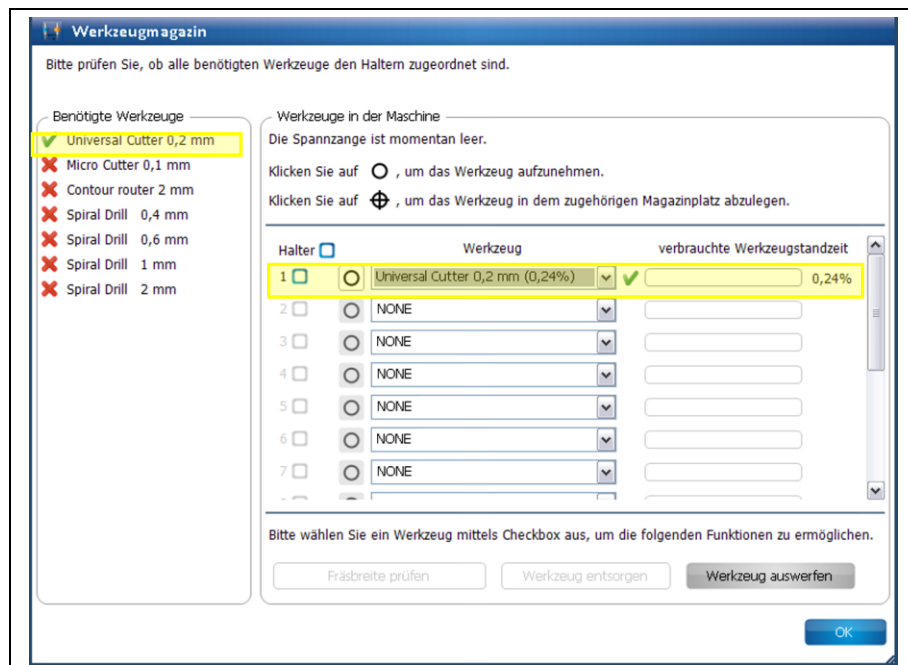 Werkzeugmagazin
Bitte prüfen Sie, ob alle benötigten Werkzeuge den Haltern zugeordnet sind.
Benötigte Werkzeuge
Universal Cutter 0,2 mm
Micro Cutter 0,1 mm
Contour router 2 mm
Spiral Drill 0,4 mm
Spiral Drill 0,6 mm
Spiral Drill 1 mm
Spiral Drill 2 mm
Werkzeuge in der Maschine
Die Spannzange ist momentan leer.
Klicken Sie auf , um das Werkzeug aufzunehmen.
Klicken Sie auf , um das Werkzeug in dem zugehörigen Magazinplatz abzulegen.
Halter Werkzeug verbrauchte Werkzeugstandzeit
1 Universal Cutter 0,2 mm (0,24%) 0,24%
2 NONE
3 NONE
4 NONE
5 NONE
6 NONE
7 NONE
Bitte wählen Sie ein Werkzeug mittels Checkbox aus, um die folgenden Funktionen zu ermöglichen.
Fräsbreite prüfen Werkzeug entsorgen Werkzeug auswerfen
OK